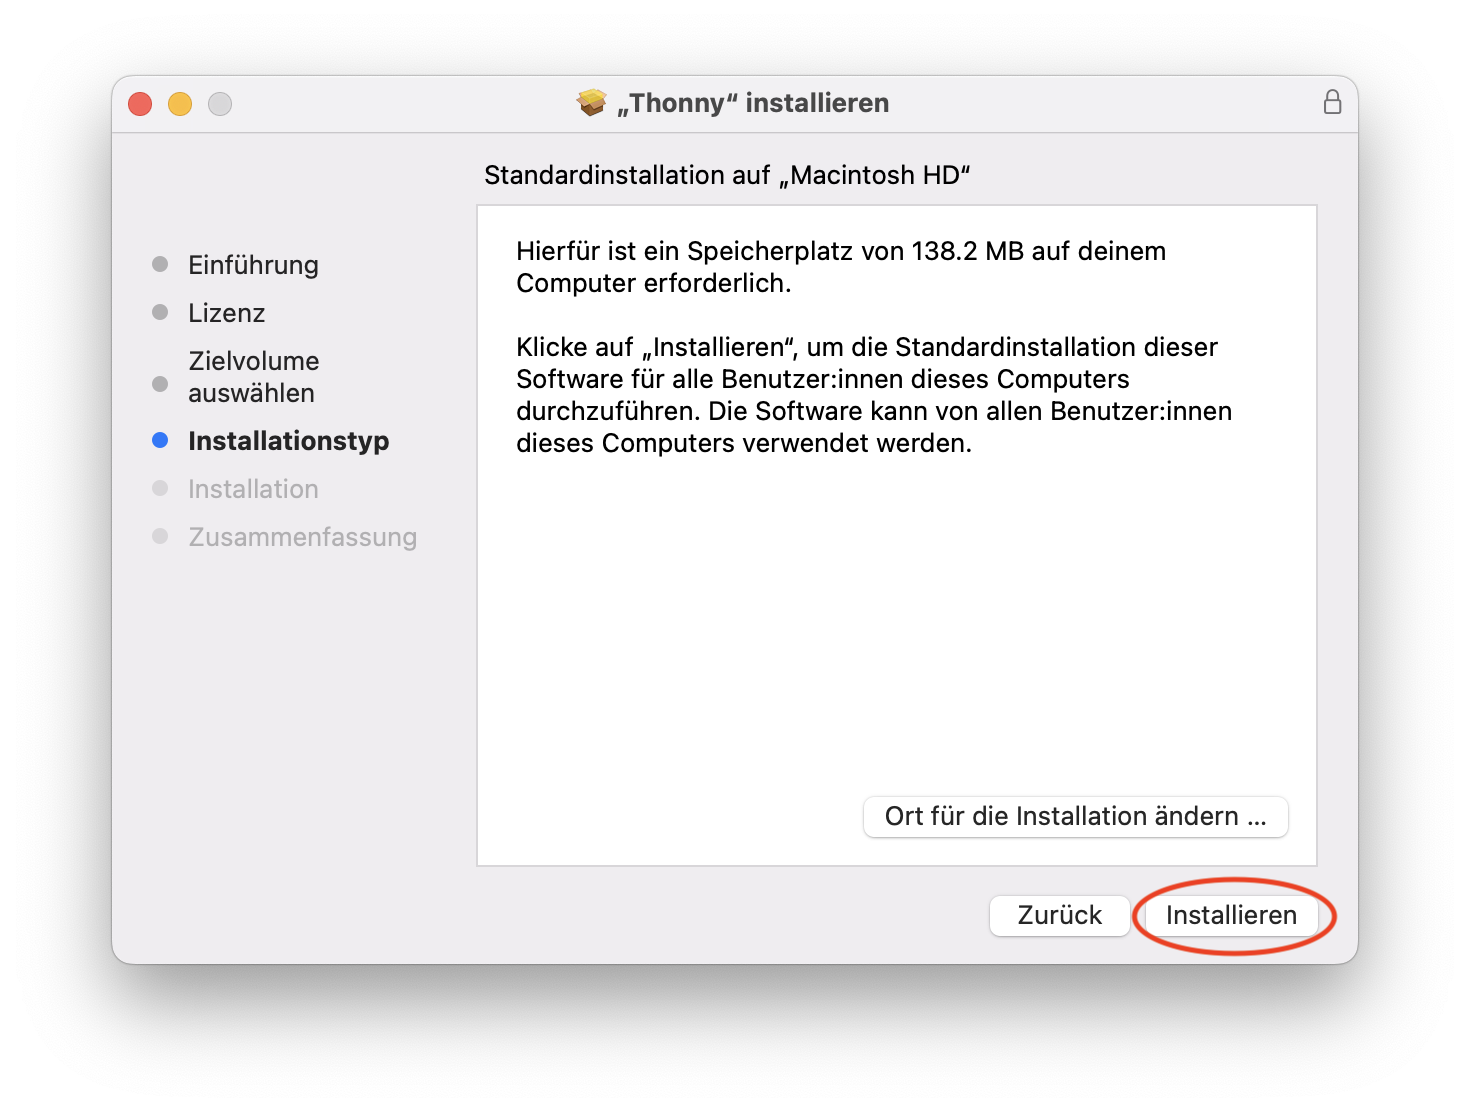 „Thonny“ installieren
Standardinstallation auf „Macintosh HD“
Einführung
Lizenz
Zielvolume
auswählen
Installationstyp
Installation
Zusammenfassung
Hierfür ist ein Speicherplatz von 138.2 MB auf deinem
Computer erforderlich.
Klicke auf „Installieren“, um die Standardinstallation dieser
Software für alle Benutzer:innen dieses Computers
durchzuführen. Die Software kann von allen Benutzer:innen
dieses Computers verwendet werden.
Ort für die Installation ändern ...
Zurück
Installieren